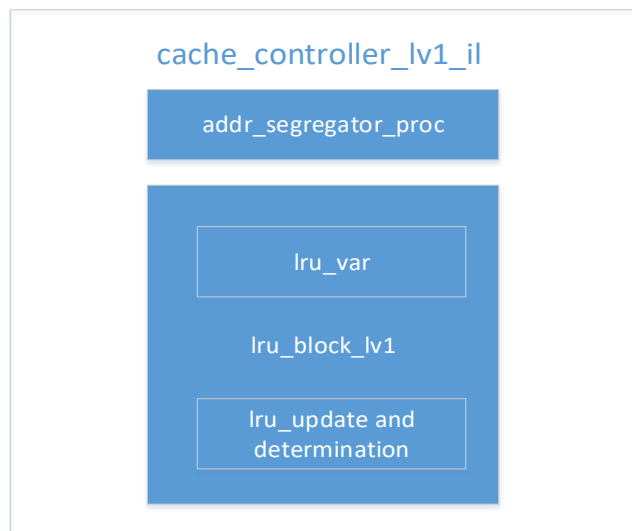 cache_controller_lv1_il
addr_segregator_proc
lru_var
lru_block_lv1
lru_update and
determination